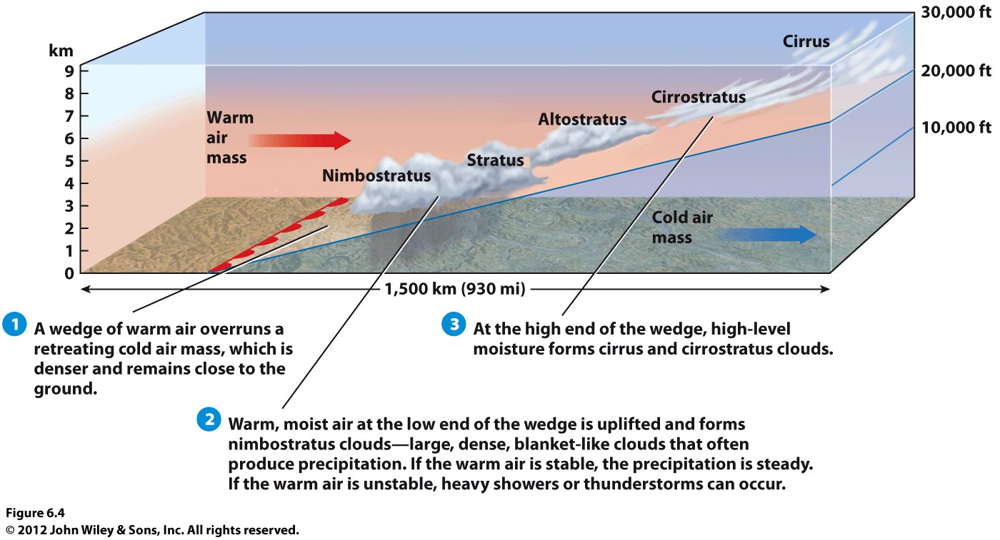 30,000 ft
Cirrus
km
9
20,000 ft
8
Cirrostratus
7
Warm
air
mass
Altostratus
10,000 ft
6
5
Stratus
Nimbostratus
4
3
Cold air
mass
2
1
0
1,500 km (930 mi)
1 A wedge of warm air overruns a
retreating cold air mass, which is
denser and remains close to the
ground.
3 At the high end of the wedge, high-level
moisture forms cirrus and cirrostratus clouds.
2 Warm, moist air at the low end of the wedge is uplifted and forms
nimbostratus clouds—large, dense, blanket-like clouds that often
produce precipitation. If the warm air is stable, the precipitation is steady.
If the warm air is unstable, heavy showers or thunderstorms can occur.
Figure 6.4
© 2012 John Wiley & Sons, Inc. All rights reserved.